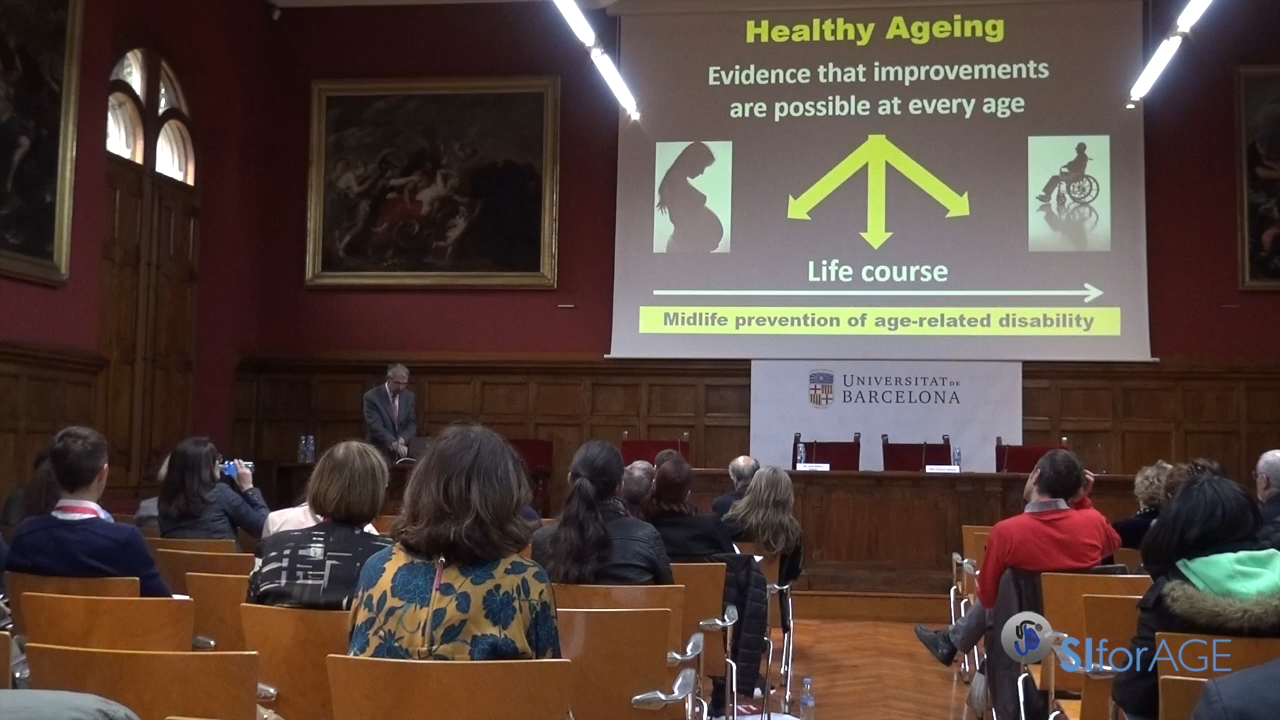 Healthy Ageing
Evidence that improvements
are possible at every age
Life course
Midlife prevention of age-related disability
UNIVERSITAT DE
BARCELONA
SIforAGE